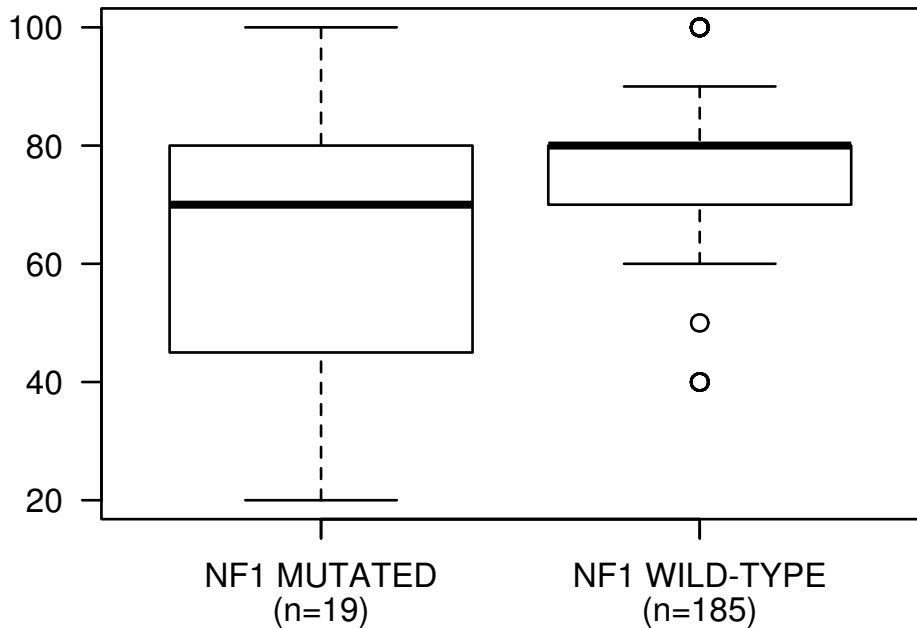 100
80
60
40
20
NF1 MUTATED
(n=19)
NF1 WILD-TYPE
(n=185)